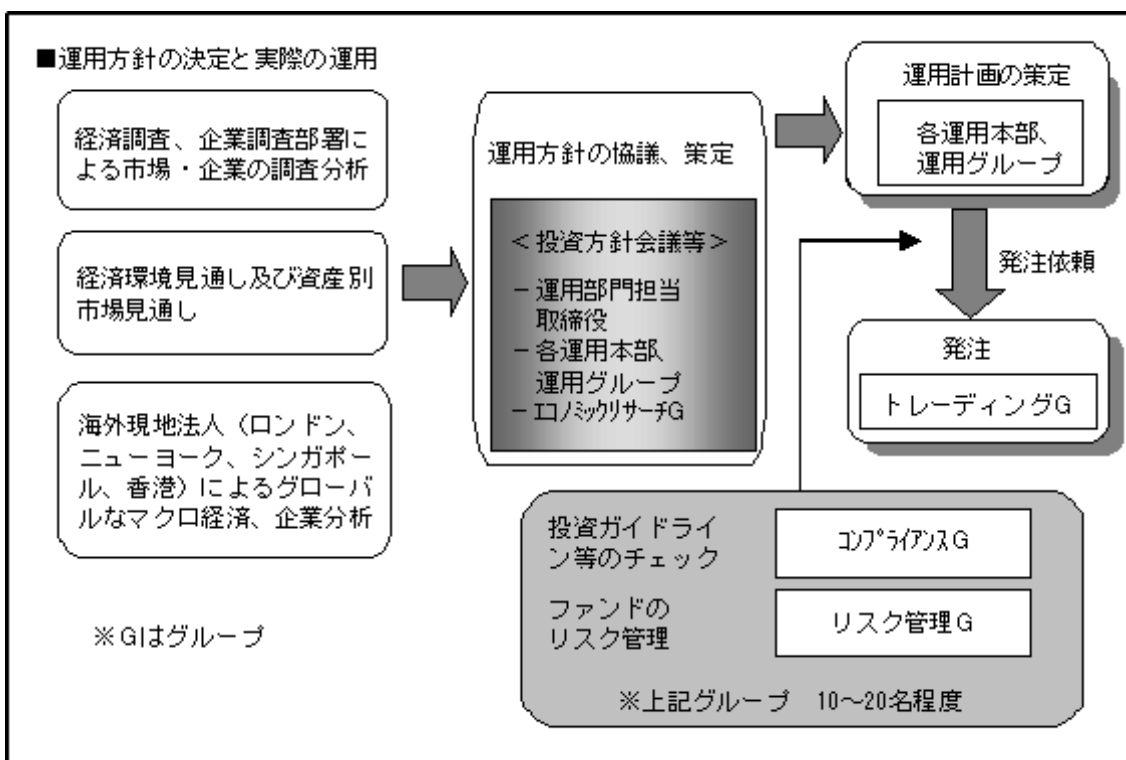 ■運用方針の決定と実際の運用
経済調査、企業調査部署に
よる市場・企業の調査分析
経済環境見通し及び資産別
市場見通し
海外現地法人（ロンドン、
ニューヨーク、シンガポー
ル、香港）によるグローバ
ルなマクロ経済、企業分析
※Gはグループ
運用方針の協議、策定
＜投資方針会議等＞
－運用部門担当
取締役
－各運用本部、
運用グループ
－ｴｺﾉﾐｯｸﾘｻｰﾁG
運用計画の策定
各運用本部、
運用グループ
発注依頼
発注
トレーディングG
投資ガイドライ
ン等のチェック
ｺﾝﾌﾟﾗｲｱﾝｽG
ファンドの
リスク管理
リスク管理G
※上記グループ　10～20名程度